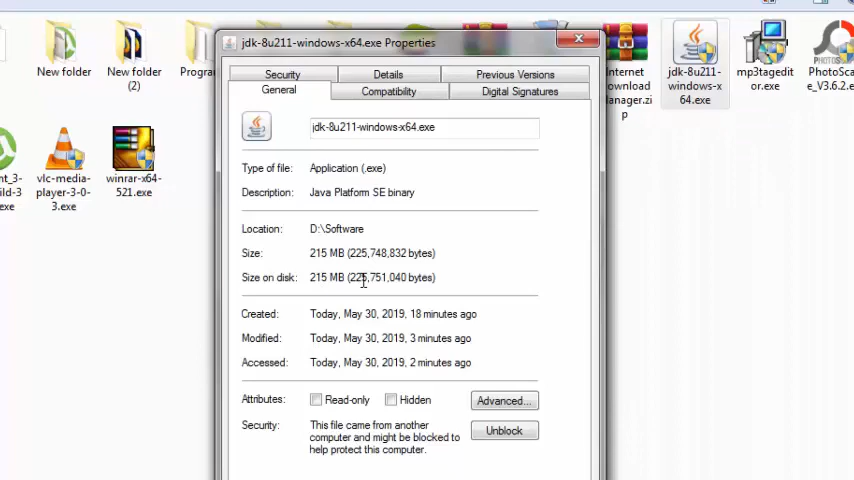 jdk-8u211-windows-x64.exe Properties
Security
Details
Previous Versions
General
Compatibility
Digital Signatures
jdk-8u211-windows-x64.exe
Type of file:
Application (.exe)
Description:
Java Platform SE binary
Location:
D:\Software
Size:
215 MB (225,748,832 bytes)
Size on disk:
215 MB (225,751,040 bytes)
Created:
Today, May 30, 2019, 18 minutes ago
Modified:
Today, May 30, 2019, 3 minutes ago
Accessed:
Today, May 30, 2019, 2 minutes ago
Attributes:
Read-only
Hidden
Advanced...
Security:
This file came from another
computer and might be blocked to
help protect this computer.
Unblock
New folder
New folder
(2)
Progra
Internet
ownload
anager.zi
p
jdk-8u211-
windows-x
64.exe
mp3tagedit
or.exe
PhotoSca
e_V3.6.2.e
nt_3-
ild-3
exe
vlc-media-
player-3-0-
3.exe
winrar-x64-
521.exe